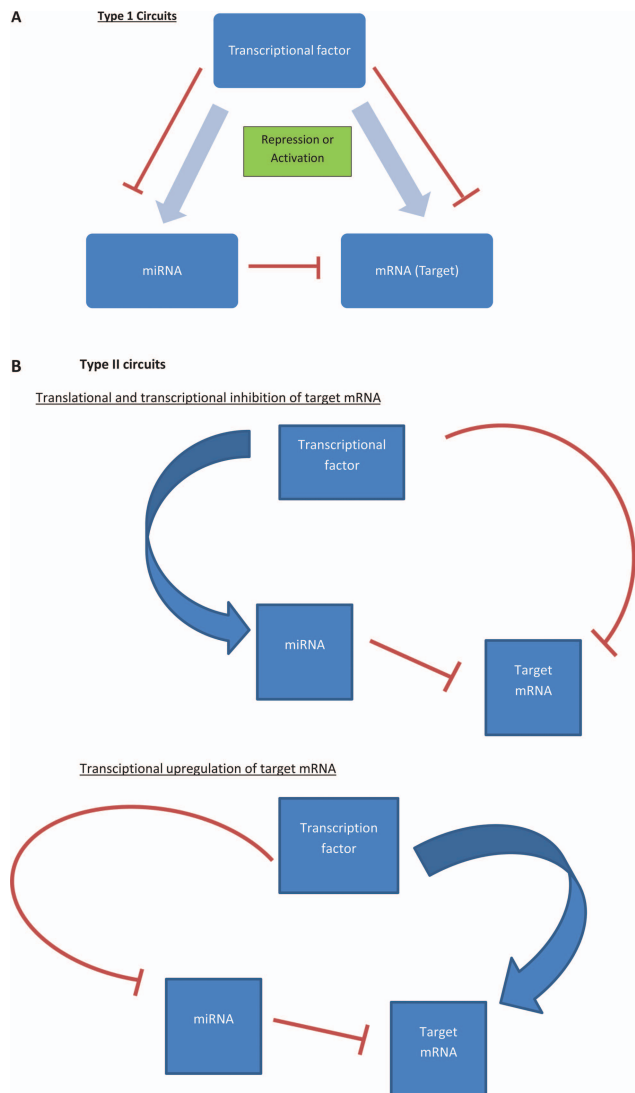 A
Type 1 Circuits
Transcriptional factor
Repression or
Activation
miRNA
mRNA (Target)
B
Type II circuits
Translational and transcriptional inhibition of target mRNA
Transcriptional
factor
miRNA
Target
mRNA
Transciptional upregulation of target mRNA
Transcription
factor
miRNA
Target
mRNA